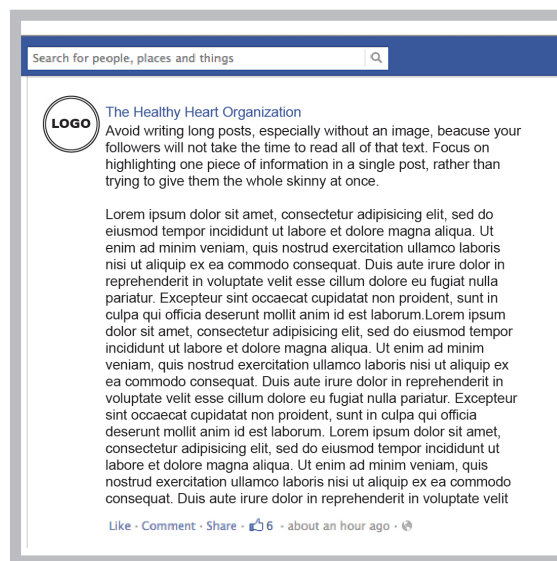 Search for people, places and things
LOGO
The Healthy Heart Organization
Avoid writing long posts, especially without an image, beacuse your
followers will not take the time to read all of that text. Focus on
highlighting one piece of information in a single post, rather than
trying to give them the whole skinny at once.
Lorem ipsum dolor sit amet, consectetur adipisicing elit, sed do
eiusmod tempor incididunt ut labore et dolore magna aliqua. Ut
enim ad minim veniam, quis nostrud exercitation ullamco laboris
nisi ut aliquip ex ea commodo consequat. Duis aute irure dolor in
reprehenderit in voluptate velit esse cillum dolore eu fugiat nulla
pariatur. Excepteur sint occaecat cupidatat non proident, sunt in
culpa qui officia deserunt mollit anim id est laborum.Lorem ipsum
dolor sit amet, consectetur adipisicing elit, sed do eiusmod tempor
incididunt ut labore et dolore magna aliqua. Ut enim ad minim
veniam, quis nostrud exercitation ullamco laboris nisi ut aliquip ex
ea commodo consequat. Duis aute irure dolor in reprehenderit in
voluptate velit esse cillum dolore eu fugiat nulla pariatur. Excepteur
sint occaecat cupidatat non proident, sunt in culpa qui officia
deserunt mollit anim id est laborum. Lorem ipsum dolor sit amet,
consectetur adipisicing elit, sed do eiusmod tempor incididunt ut
labore et dolore magna aliqua. Ut enim ad minim veniam, quis
nostrud exercitation ullamco laboris nisi ut aliquip ex ea commodo
consequat. Duis aute irure dolor in reprehenderit in voluptate velit
Like · Comment · Share · 6 · about an hour ago ·